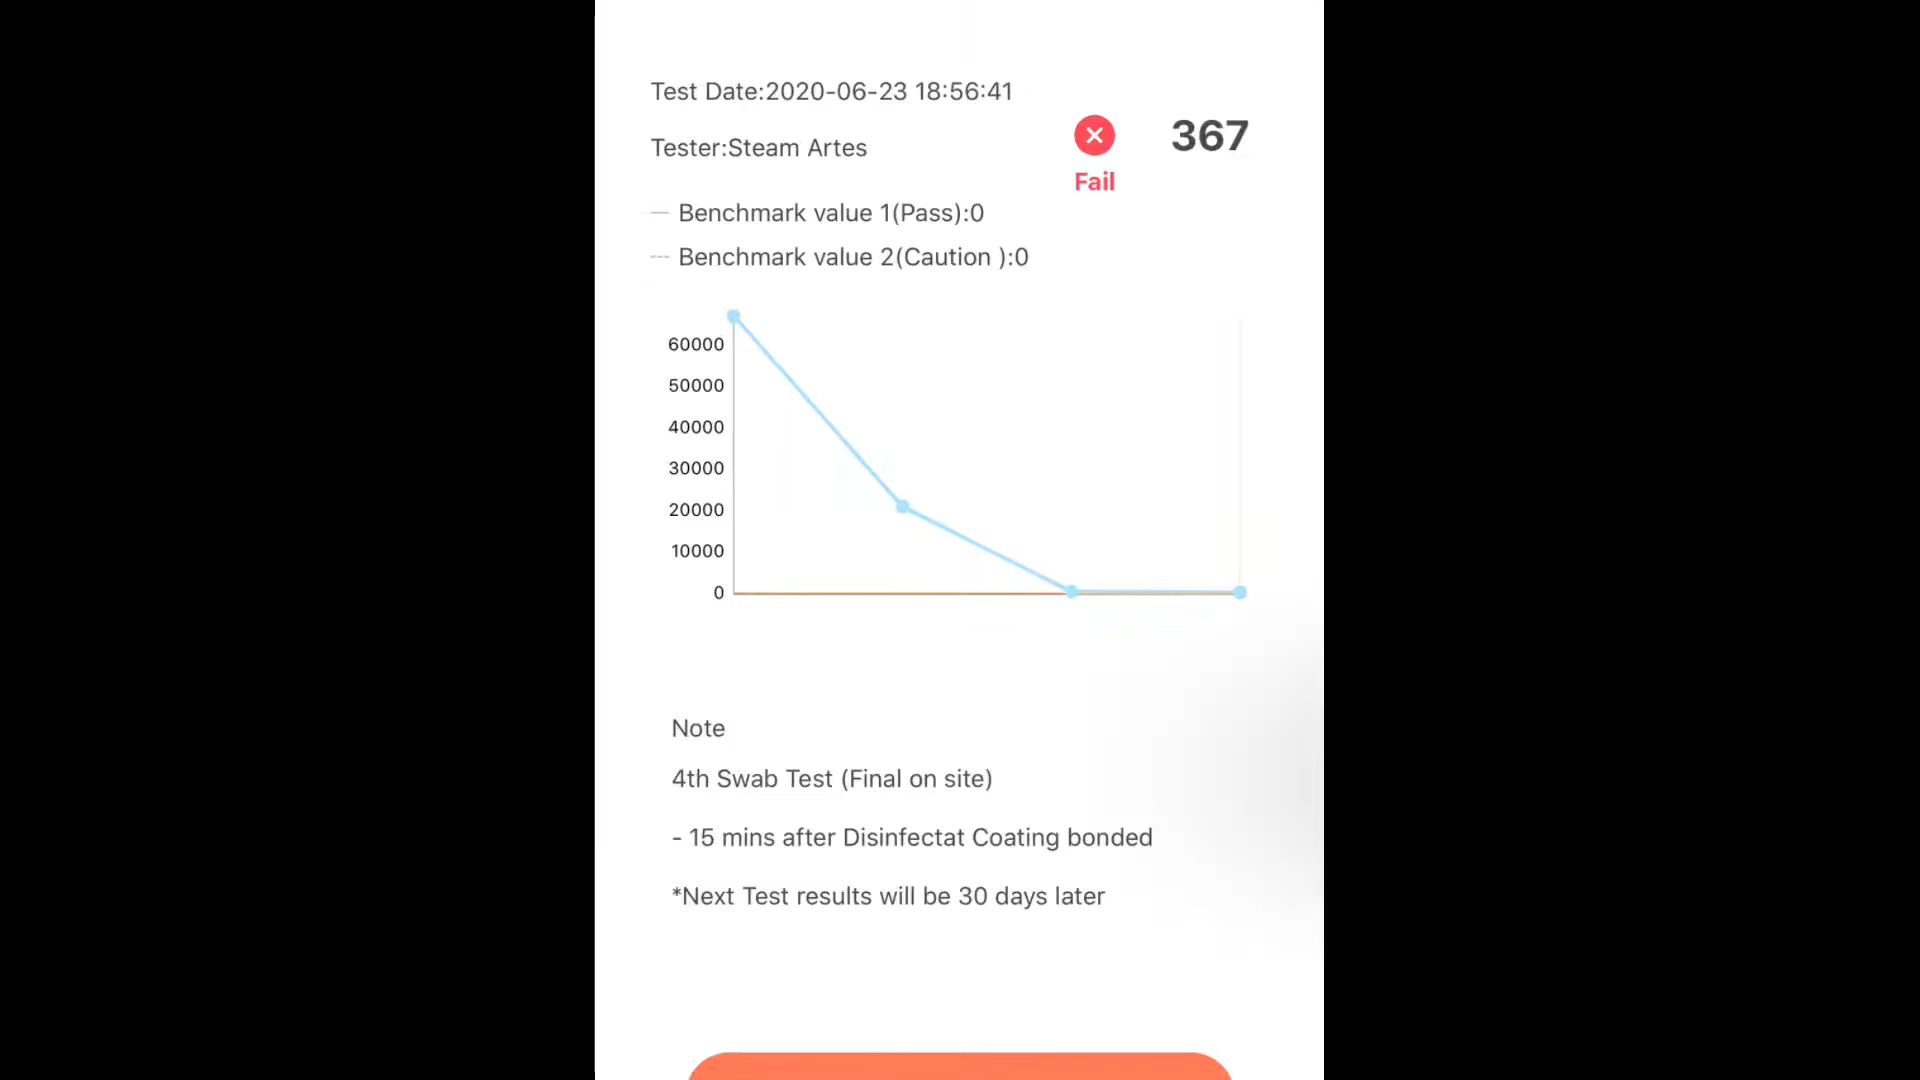 Test Date:2020-06-23 18:56:41
367
Tester:Steam Artes
Fail
Benchmark value 1(Pass):0
Benchmark value 2(Caution ):0
60000
50000
40000
30000
20000
10000
0
Note
4th Swab Test (Final on site)
- 15 mins after Disinfectat Coating bonded
*Next Test results will be 30 days later